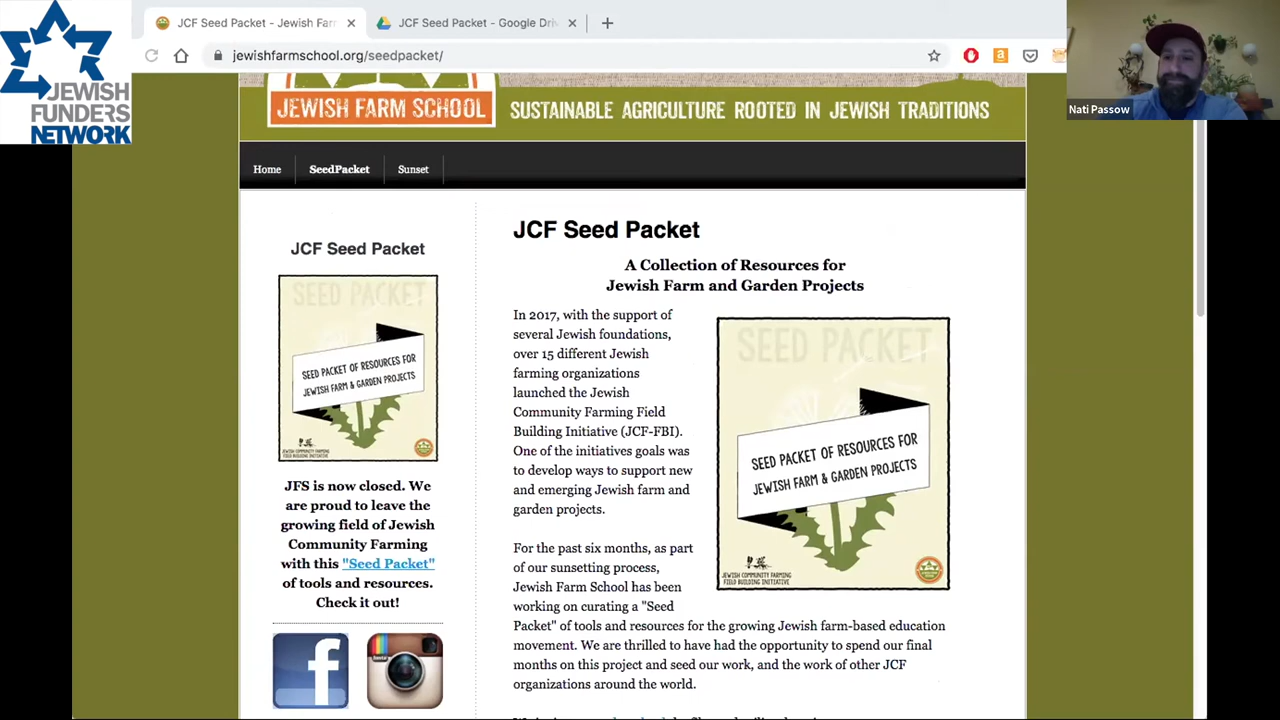 JEWISH
FUNDERS
NETWORK
JCF Seed Packet - Jewish Far
JCF Seed Packet - Google Dri
jewishfarmschool.org/seedpacket/
Nati Passow
JEWISH FARM SCHOOL
SUSTAINABLE AGRICULTURE ROOTED IN JEWISH TRADITIONS
Home
SeedPacket
Sunset
JCF Seed Packet
SEED PACKET
SEED PACKET OF RESOURCES FOR
JEWISH FARM & GARDEN PROJECTS
JEWISH COMMUNITY FARMING
FIELD BUILDING INITIATIVE
JFS is now closed. We
are proud to leave the
growing field of Jewish
Community Farming
with this "Seed Packet"
of tools and resources.
Check it out!
JCF Seed Packet
A Collection of Resources for
Jewish Farm and Garden Projects
In 2017, with the support of
several Jewish foundations,
over 15 different Jewish
farming organizations
launched the Jewish
Community Farming Field
Building Initiative (JCF-FBI).
One of the initiatives goals was
to develop ways to support new
and emerging Jewish farm and
garden projects.
SEED PACKET
SEED PACKET OF RESOURCES FOR
JEWISH FARM & GARDEN PROJECTS
JEWISH COMMUNITY FARMING
FIELD BUILDING INITIATIVE
For the past six months, as part
of our sunsetting process,
Jewish Farm School has been
working on curating a "Seed
Packet" of tools and resources for the growing Jewish farm-based education
movement. We are thrilled to have had the opportunity to spend our final
months on this project and seed our work, and the work of other JCF
organizations around the world.